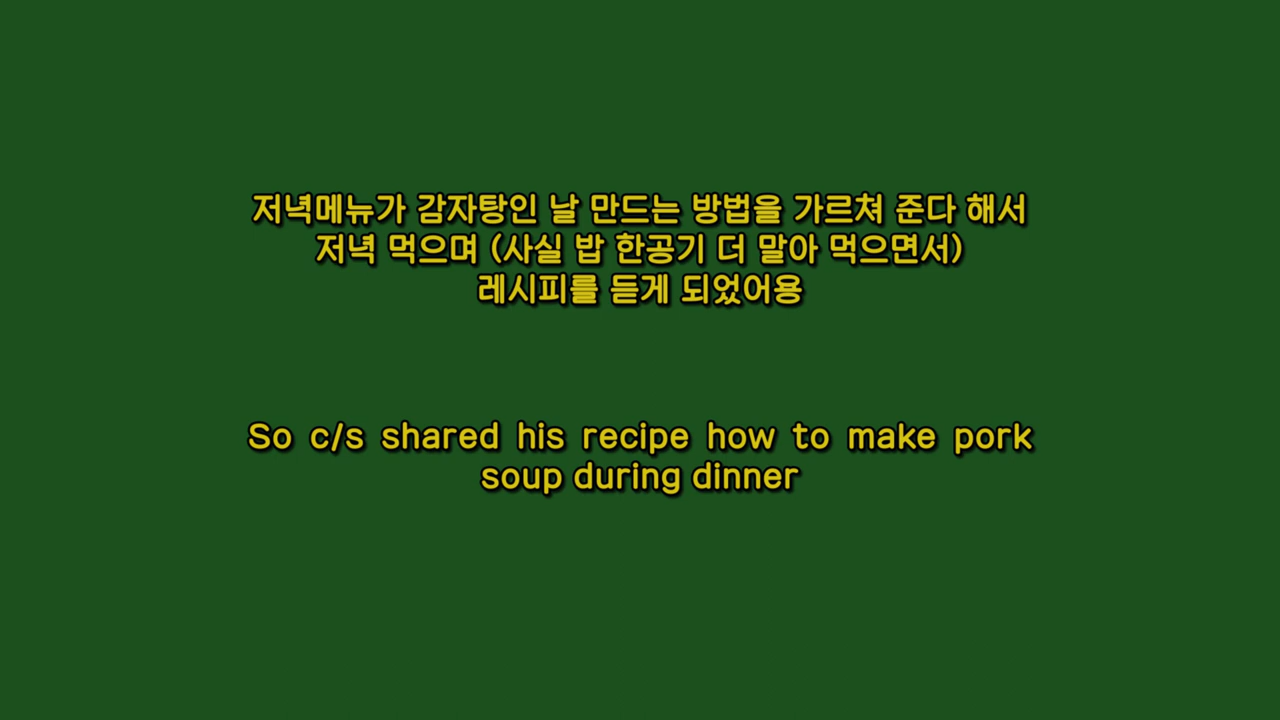 저녁메뉴가 감자탕인 날 만드는 방법을 가르쳐 준다 해서
저녁 먹으며 (사실 밥 한공기 더 말아 먹으면서)
레시피를 듣게 되었어용
So c/s shared his recipe how to make pork
soup during dinner